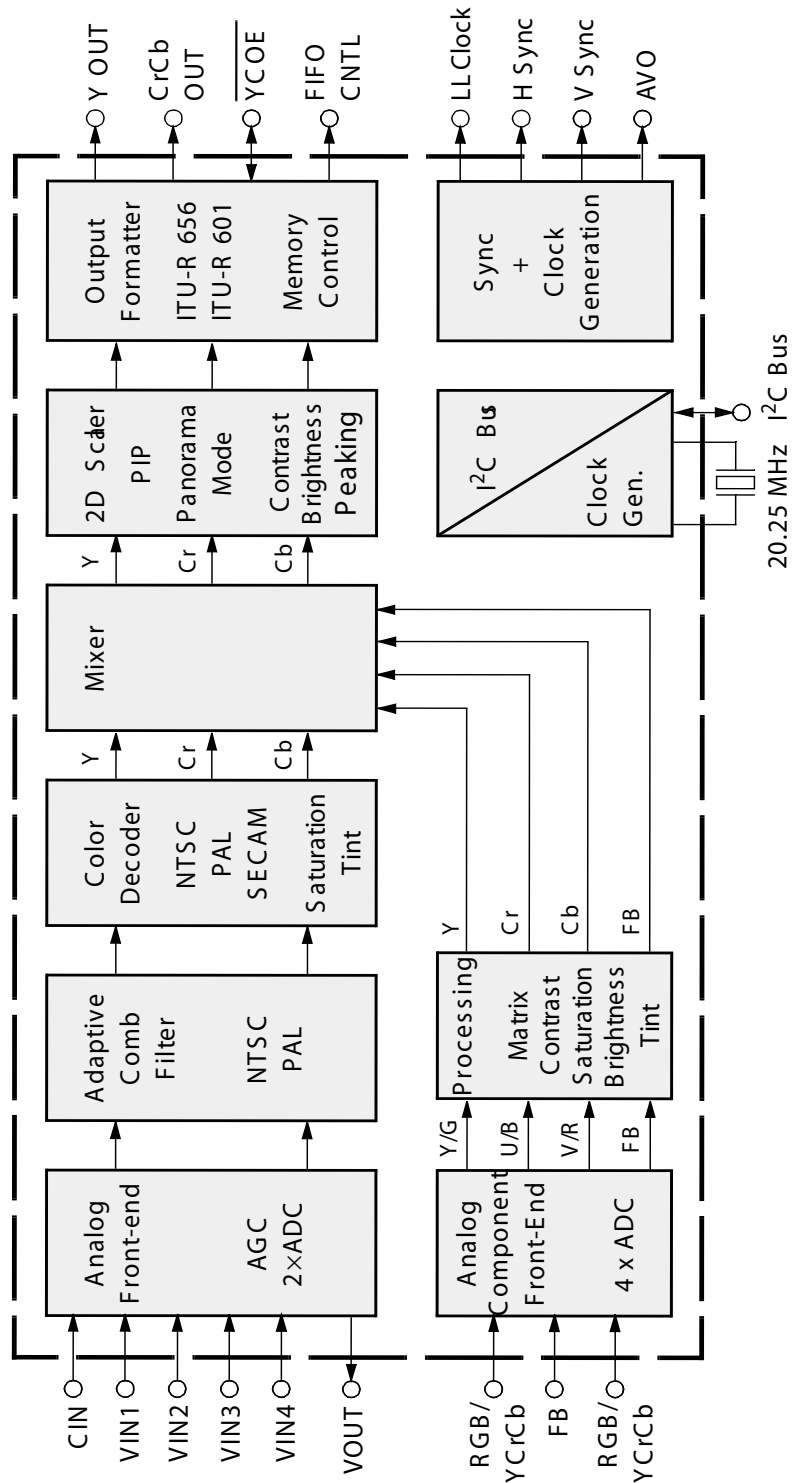 CIN
VIN1
VIN2
VIN3
VIN4
VOUT
Analog
Front-end
AGC
2×ADC
Adaptive
Comb
Filter
NTSC
PAL
Color
Decoder
NTSC
PAL
SECAM
Saturation
Tint
Y
Cr
Cb
Mixer
Y
Cr
Cb
2D Scaler
PIP
Panorama
Mode
Contrast
Brightness
Peaking
Output
Formatter
ITU-R 656
ITU-R 601
Memory
Control
Y OUT
CrCb
OUT
YCOE
FIFO
CNTL
RGB/
YCrCb
FB
RGB/
YCrCb
Analog
Component
Front-End
4 x ADC
Y/G
U/B
V/R
FB
Processing
Matrix
Contrast
Saturation
Brightness
Tint
Y
Cr
Cb
FB
I²C Bus
Clock
Gen.
Sync
+
Clock
Generation
LL Clock
H Sync
V Sync
AVO
20.25 MHz
I²C Bus